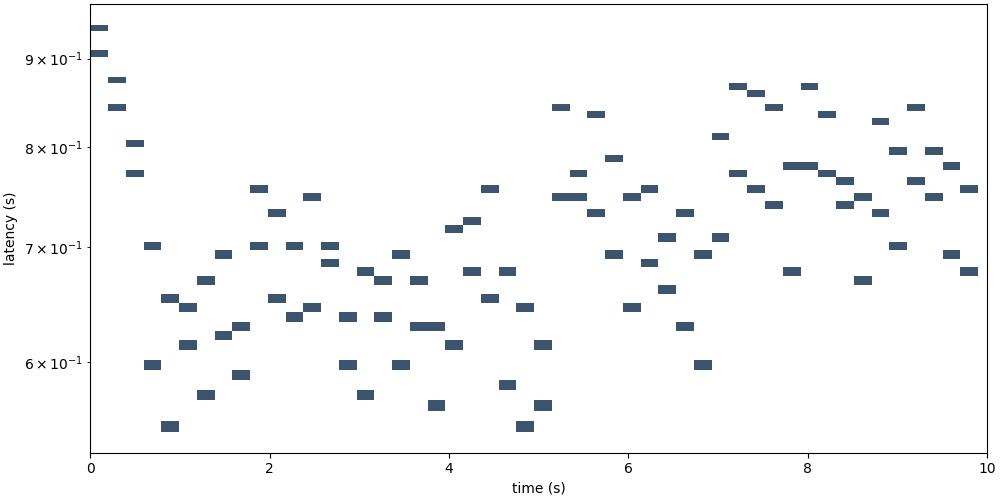 9 × 10⁻¹
8 × 10⁻¹
7 × 10⁻¹
6 × 10⁻¹
latency (s)
0 2 4 6 8 10
time (s)